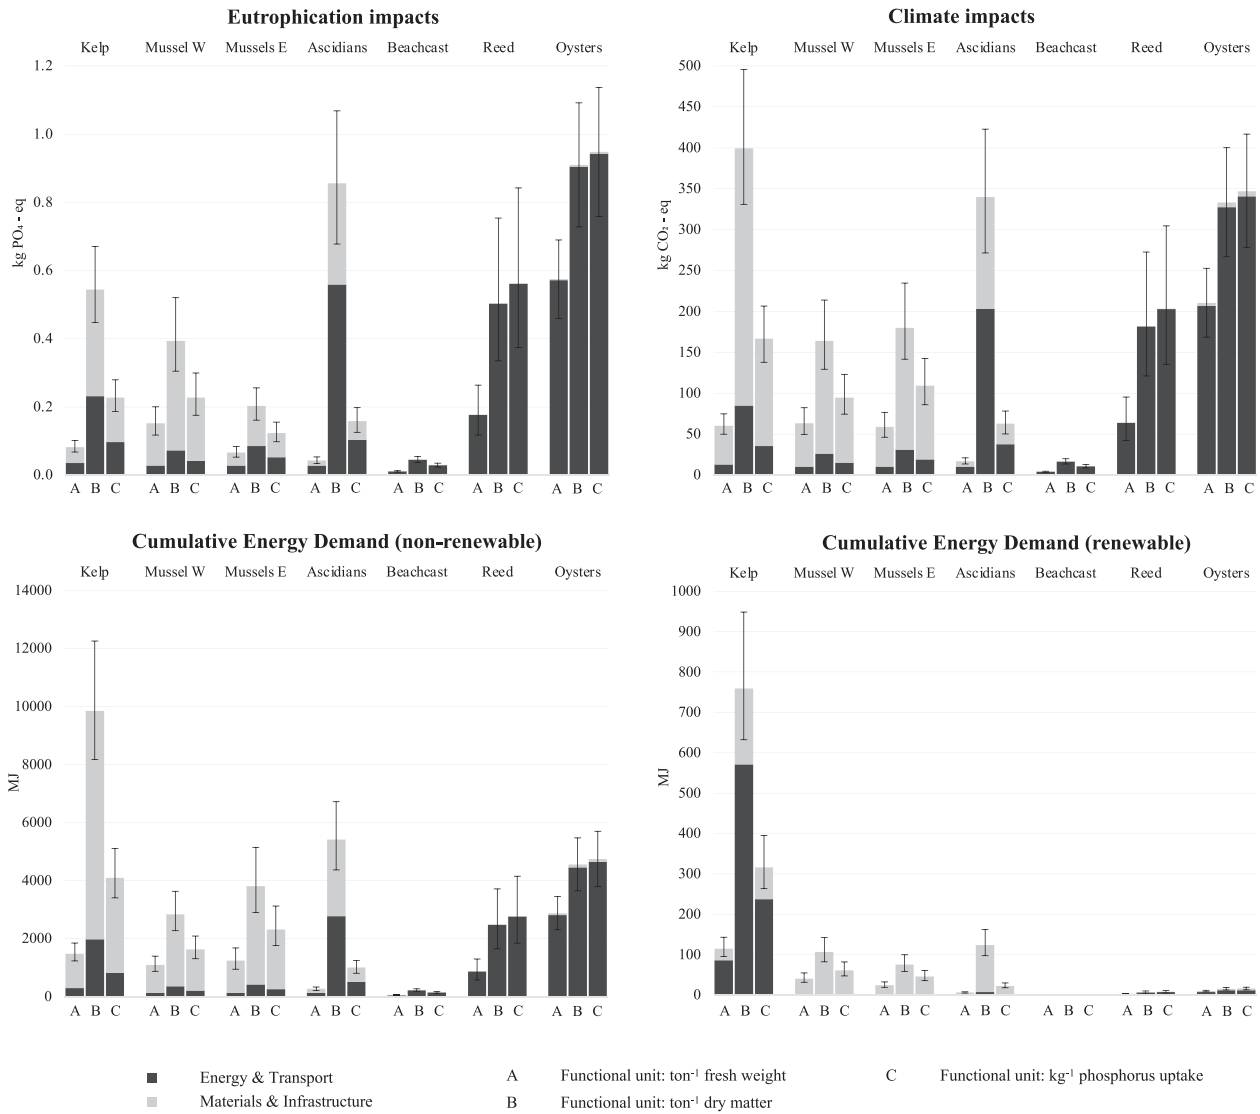 Eutrophication impacts
Kelp Mussel W Mussels E Ascidians Beachcast Reed Oysters
1.2
1.0
0.8
0.6
0.4
0.2
0.0
kg PO₄ - eq
A B C A B C A B C A B C A B C A B C A B C
Climate impacts
Kelp Mussel W Mussels E Ascidians Beachcast Reed Oysters
500
450
400
350
300
250
200
150
100
50
0
kg CO₂ - eq
A B C A B C A B C A B C A B C A B C A B C
Cumulative Energy Demand (non-renewable)
Kelp Mussel W Mussels E Ascidians Beachcast Reed Oysters
14000
12000
10000
8000
6000
4000
2000
0
MJ
A B C A B C A B C A B C A B C A B C A B C
Cumulative Energy Demand (renewable)
Kelp Mussel W Mussels E Ascidians Beachcast Reed Oysters
1000
900
800
700
600
500
400
300
200
100
0
MJ
A B C A B C A B C A B C A B C A B C A B C
Energy & Transport
Materials & Infrastructure
A Functional unit: ton⁻¹ fresh weight
B Functional unit: ton⁻¹ dry matter
C Functional unit: kg⁻¹ phosphorus uptake